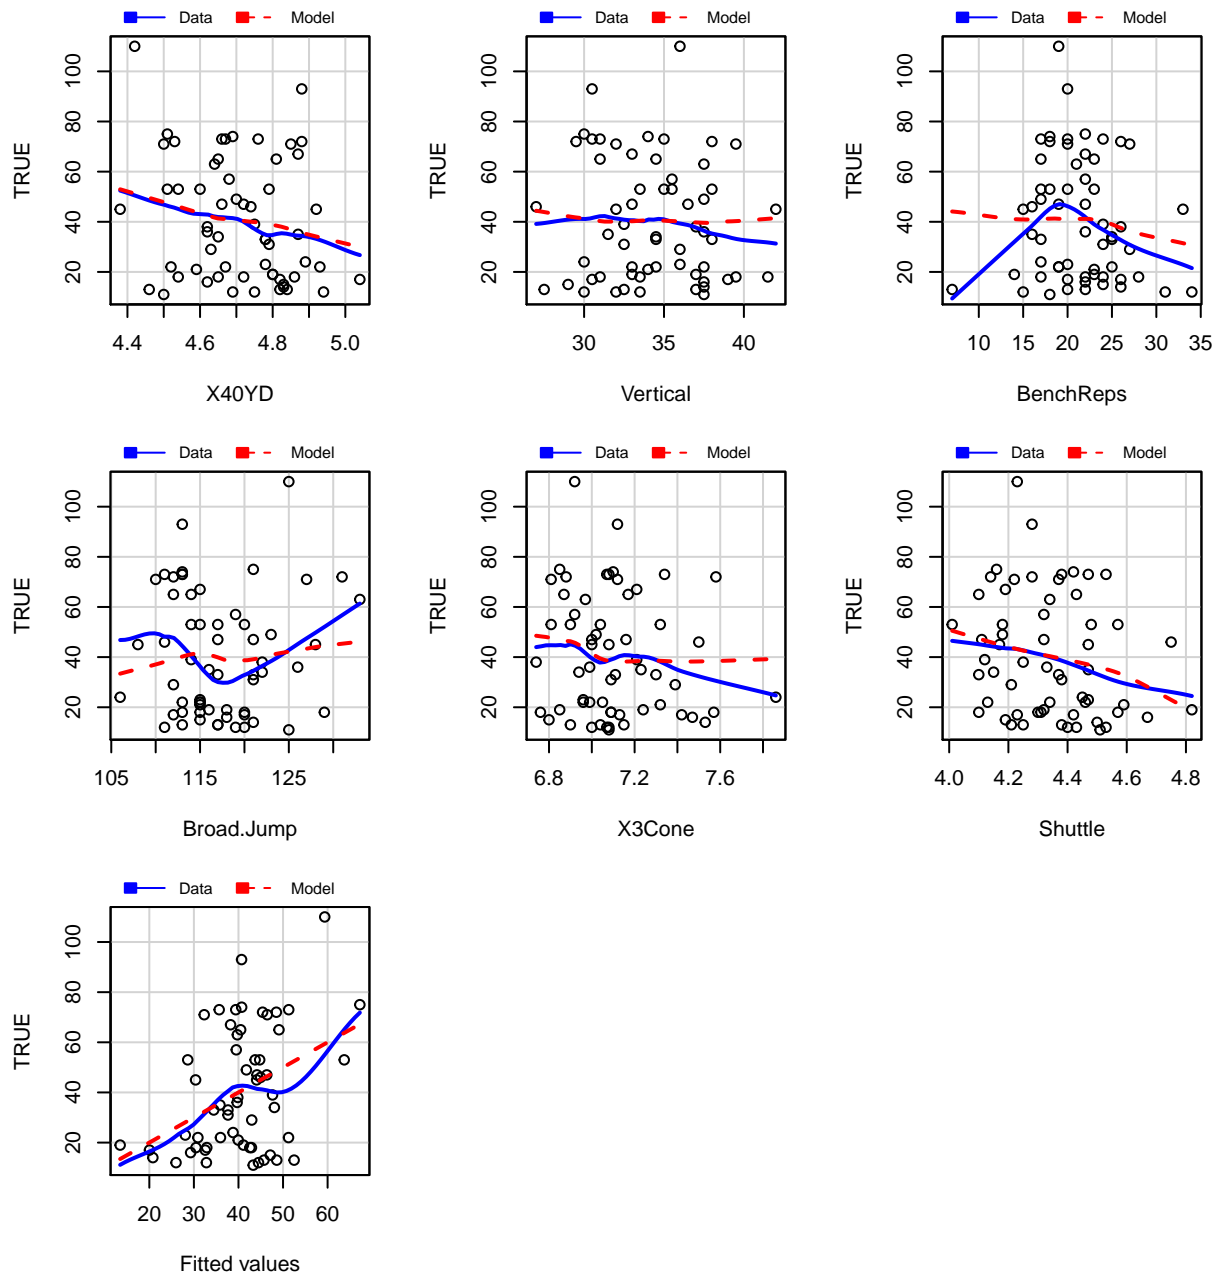 Data Model Data Model Data Model
TRUE TRUE TRUE
20 40 60 80 100 20 40 60 80 100 20 40 60 80 100
4.4 4.6 4.8 5.0 30 35 40 10 15 20 25 30 35
X40YD Vertical BenchReps
Data Model Data Model Data Model
TRUE TRUE TRUE
20 40 60 80 100 20 40 60 80 100 20 40 60 80 100
105 115 125 6.8 7.2 7.6 4.0 4.2 4.4 4.6 4.8
Broad.Jump X3Cone Shuttle
Data Model
TRUE
20 40 60 80 100
20 30 40 50 60
Fitted values